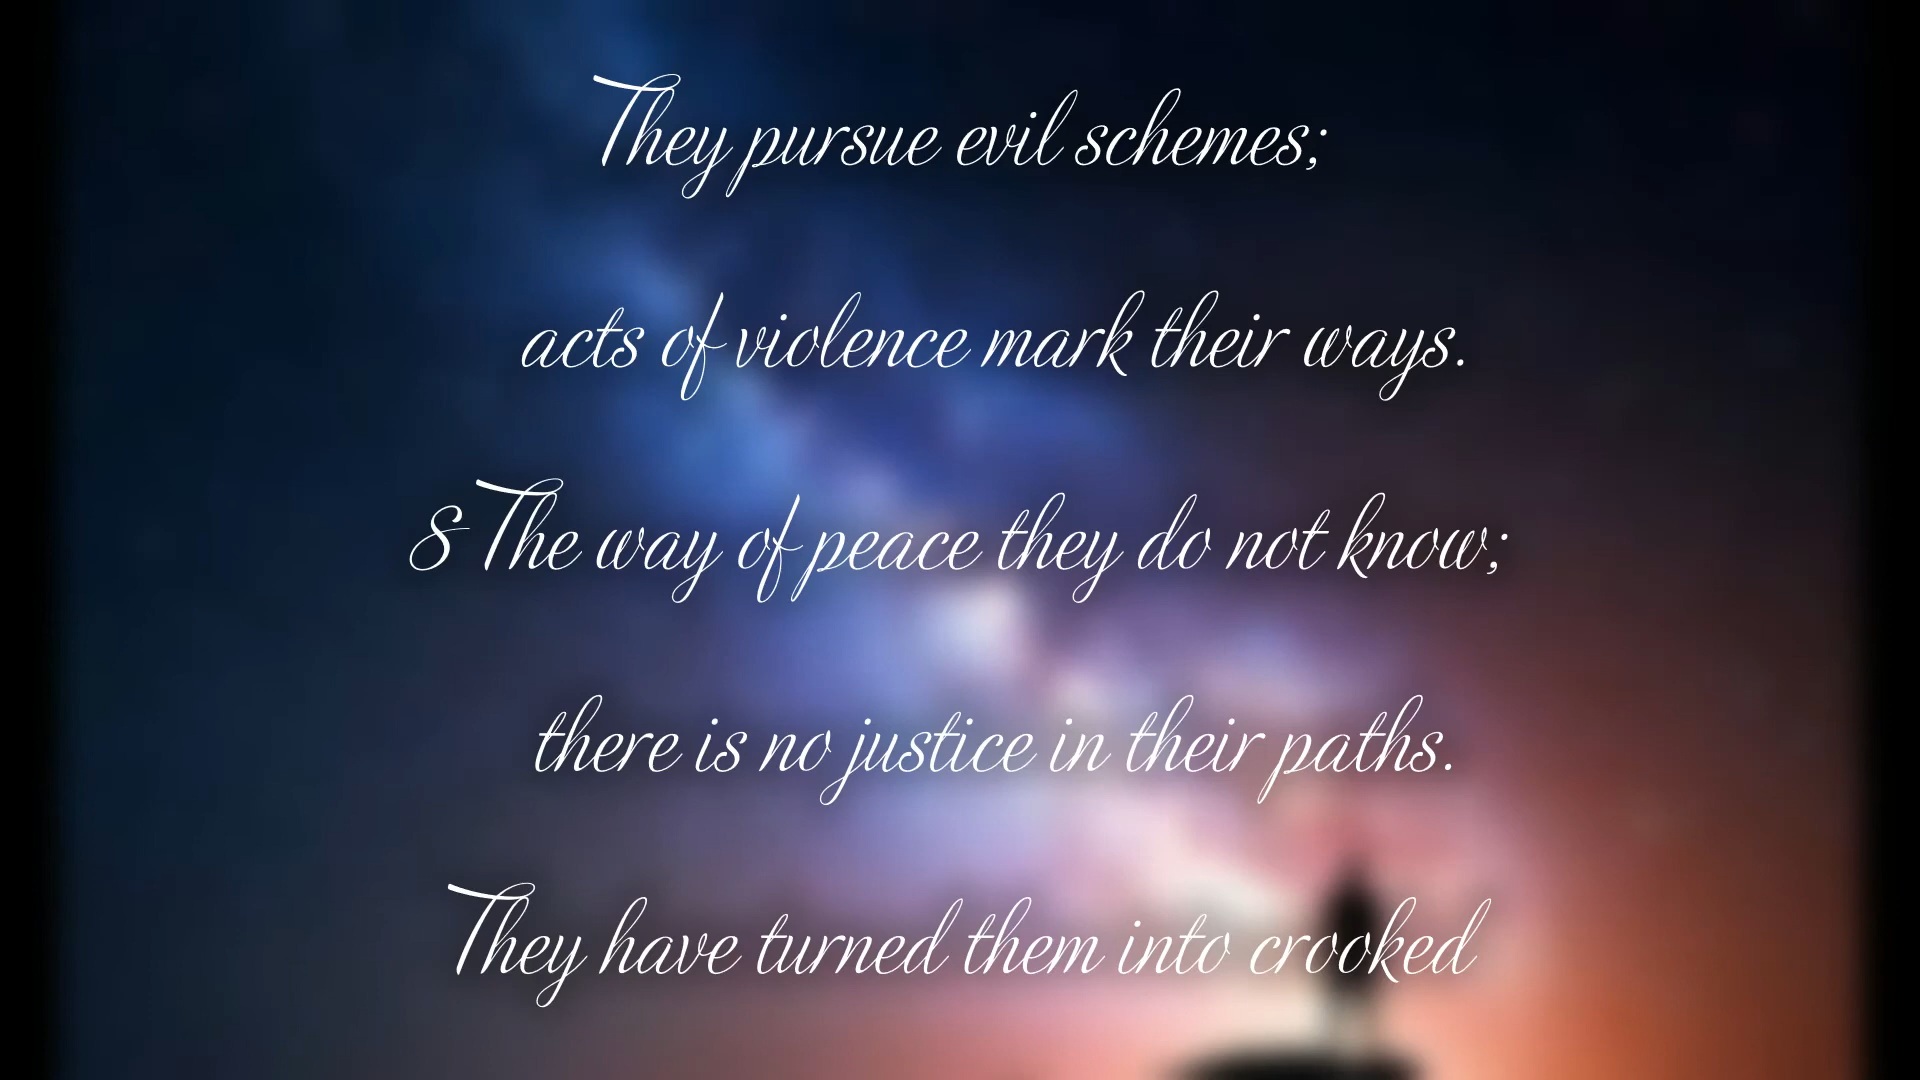 They pursue evil schemes;
acts of violence mark their ways.
8 The way of peace they do not know;
there is no justice in their paths.
They have turned them into crooked